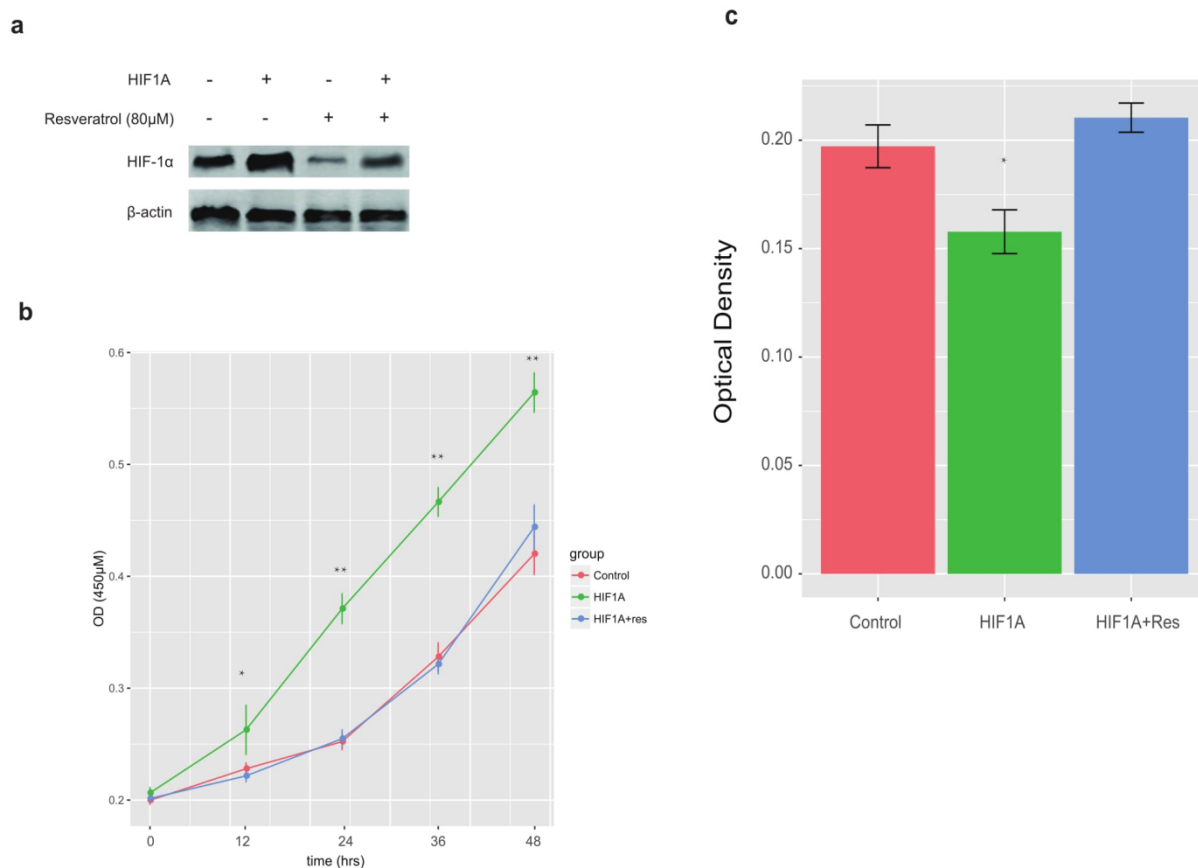 a
HIF1A - + - +
Resveratrol (80μM) - - + +
HIF-1α
β-actin
b
0.6
**
0.5
**
**
0.4
OD (450μM)
*
0.3
0.2
0 12 24 36 48
time (hrs)
group
Control
HIF1A
HIF1A+res
c
0.20
*
0.15
Optical Density
0.10
0.05
0.00
Control HIF1A HIF1A+Res